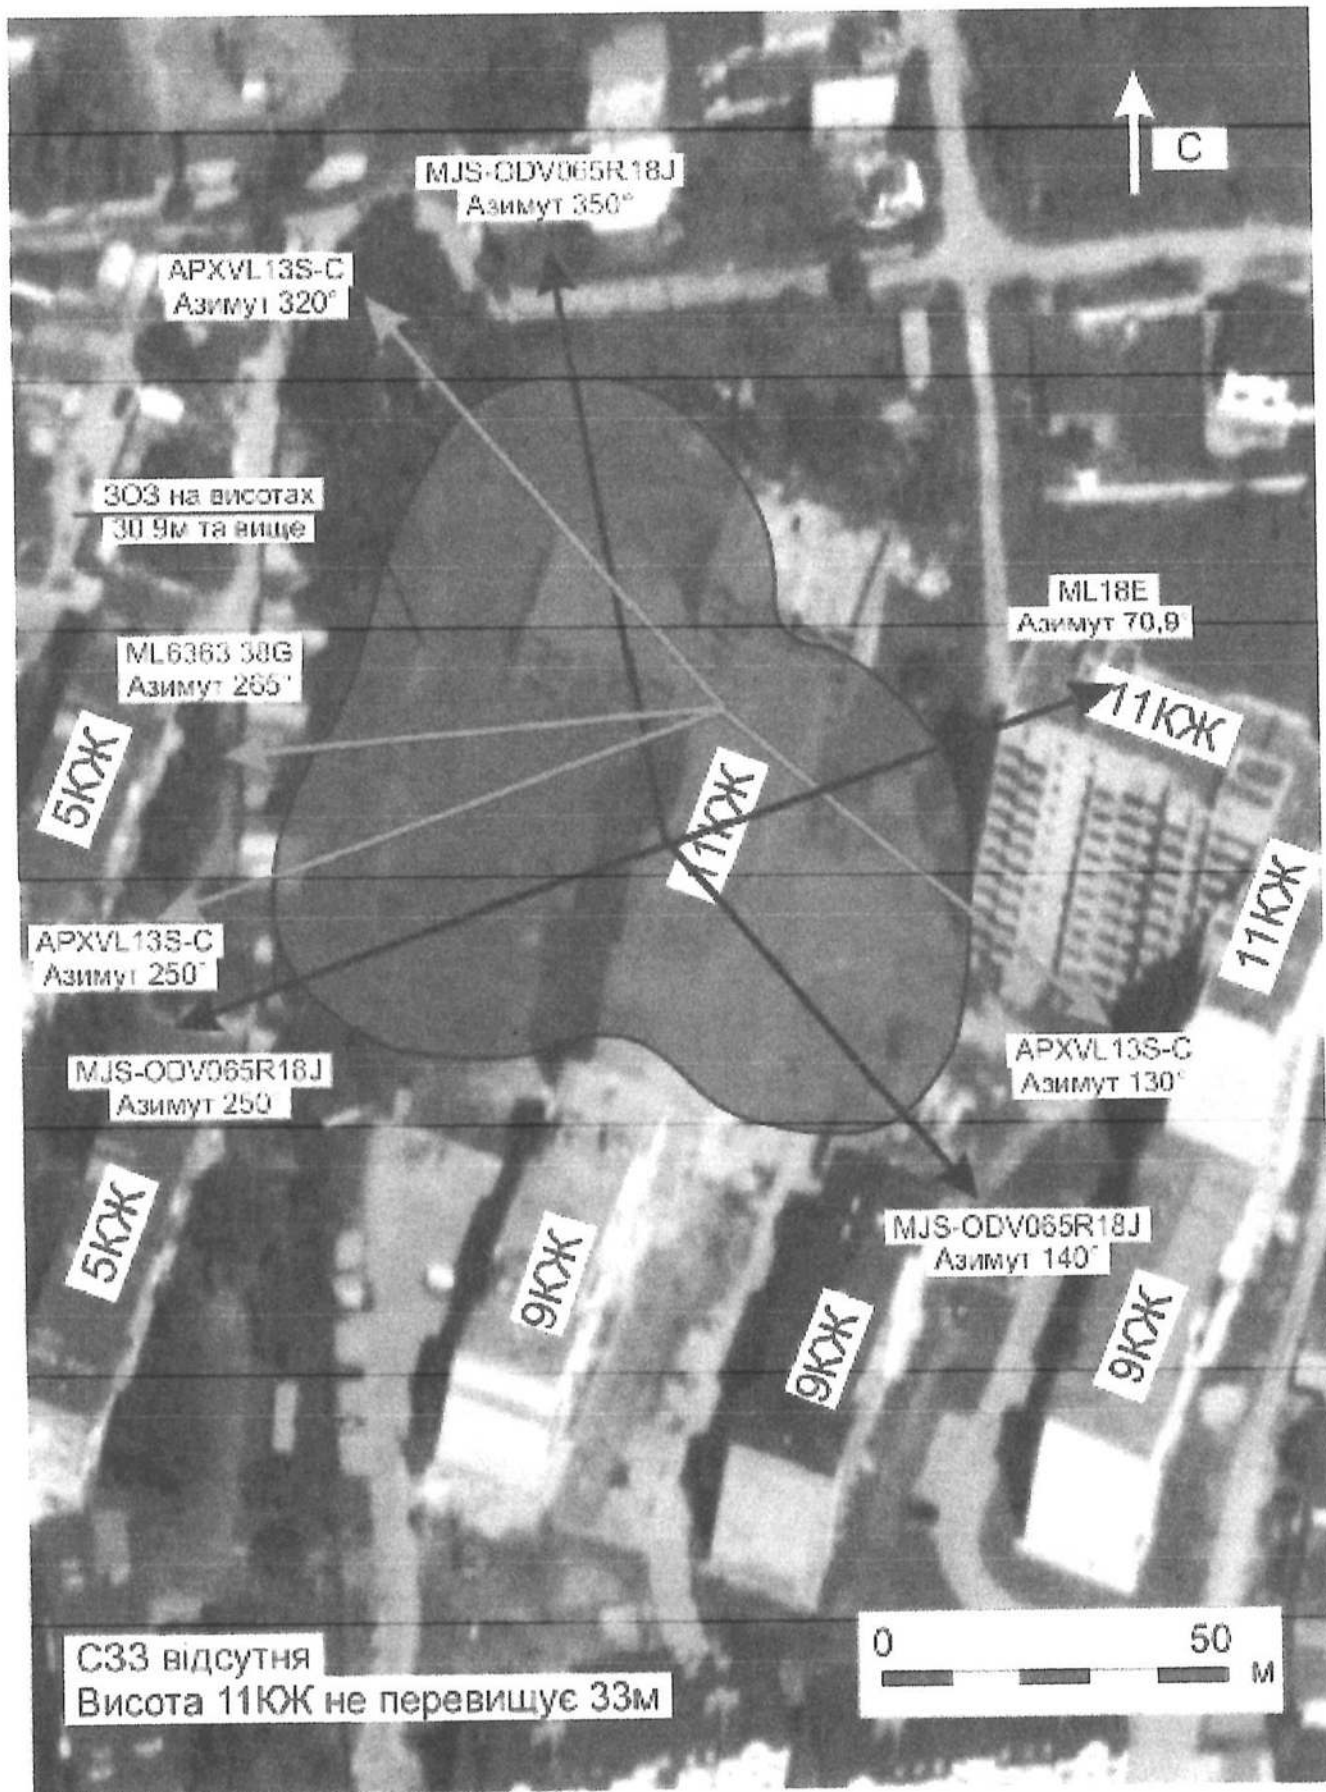 С
MJS-ODV065R18J
Азимут 350°
APXVL13S-C
Азимут 320°
ЗОЗ на висотах
30.9м та вище
ML18E
Азимут 70,9°
ML6363 38G
Азимут 265°
11КЖ
5КЖ
11КЖ
11КЖ
APXVL13S-C
Азимут 250°
APXVL13S-C
Азимут 130°
MJS-ODV065R18J
Азимут 250
MJS-ODV065R18J
Азимут 140°
5КЖ
9КЖ
9КЖ
9КЖ
СЗЗ відсутня
Висота 11КЖ не перевищує 33м
0 50
м